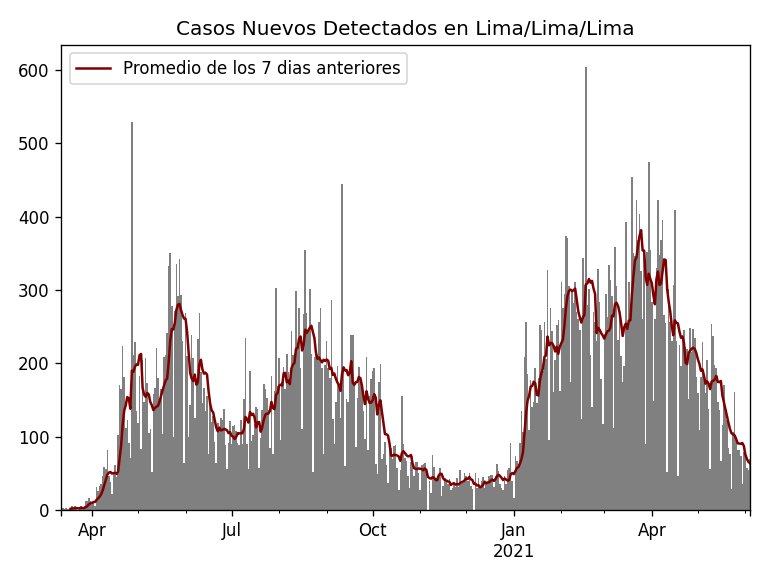 Casos Nuevos Detectados en Lima/Lima/Lima
Promedio de los 7 dias anteriores
600
500
400
300
200
100
0
Apr Jul Oct Jan Apr
2021